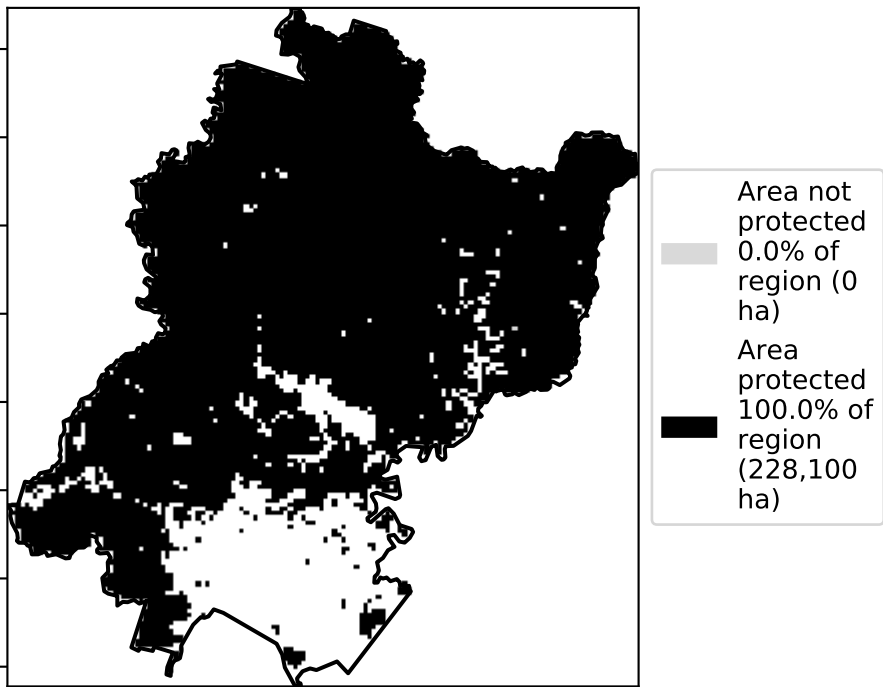 Area not
protected
0.0% of
region (0
ha)
Area
protected
100.0% of
region
(228,100
ha)